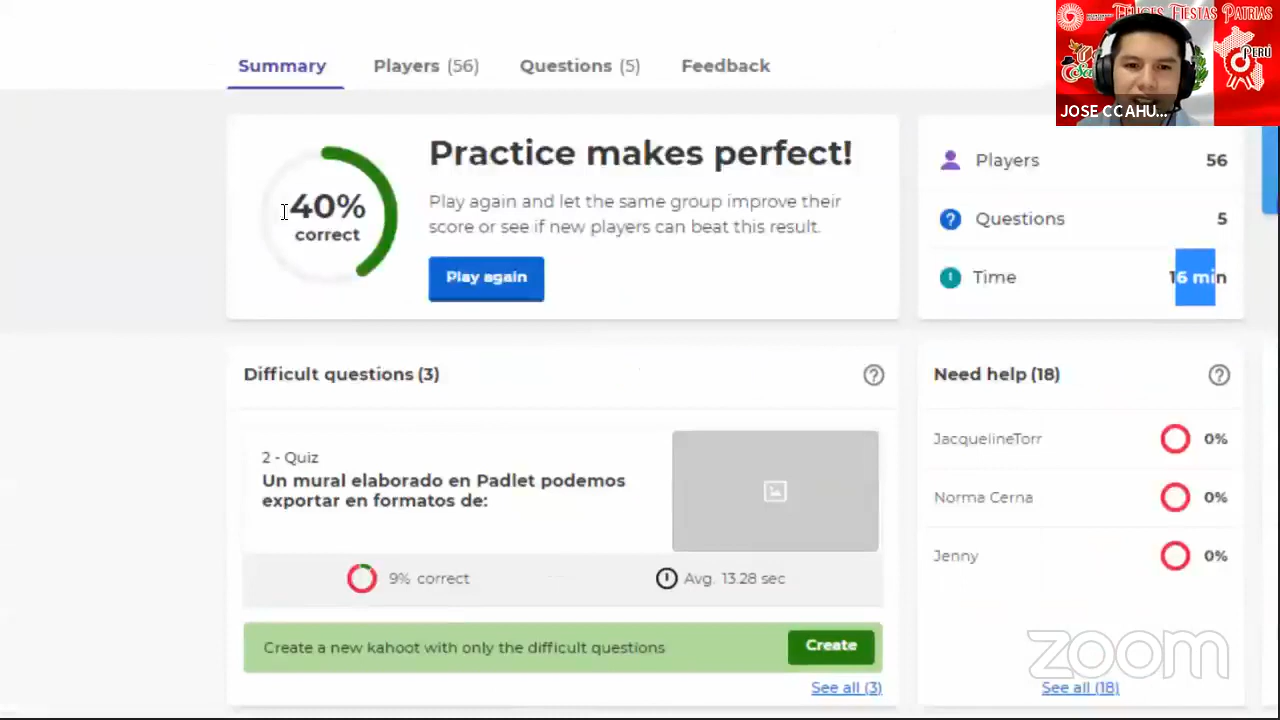 FELICES FIESTAS PATRIAS
PERÚ
JOSE CCAHU...
Summary
Players (56)
Questions (5)
Feedback
40%
correct
Practice makes perfect!
Play again and let the same group improve their
score or see if new players can beat this result.
Play again
Players 56
Questions 5
Time 16 min
Difficult questions (3)
2 - Quiz
Un mural elaborado en Padlet podemos
exportar en formatos de:
9% correct
Avg. 13.28 sec
Create a new kahoot with only the difficult questions
Create
See all (3)
Need help (18)
JacquelineTorr 0%
Norma Cerna 0%
Jenny 0%
See all (18)
zoom